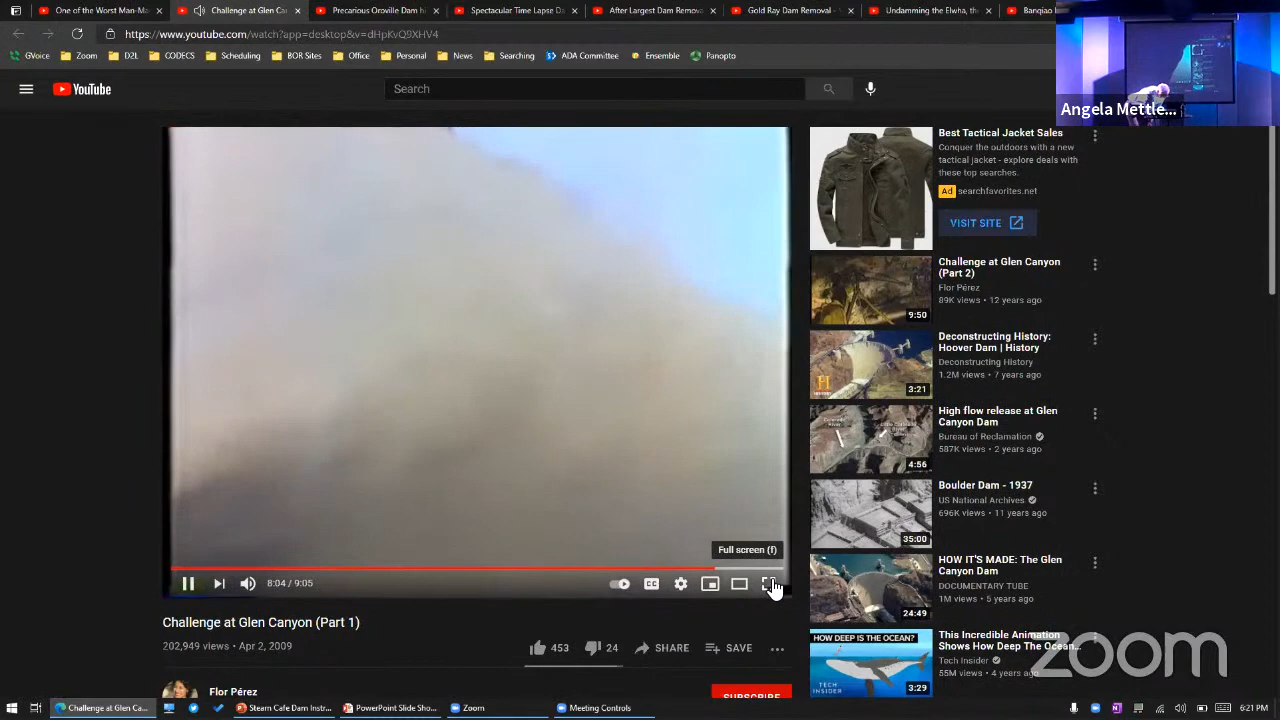 One of the Worst Man-Ma
Challenge at Glen Ca
Precarious Oroville Dam
Spectacular Time Lapse Da
After Largest Dam Remova
Gold Ray Dam Removal -
Undamming the Elwha, the
Banqiao
https://www.youtube.com/watch?app=desktop&v=dHpKvQ9XHV4
GVoice
Zoom
D2L
CODECS
Scheduling
BOR Sites
Office
Personal
News
Searching
ADA Committee
Ensemble
Panopto
Angela Mettle...
YouTube
Search
Best Tactical Jacket Sales
Conquer the outdoors with a new
tactical jacket - explore deals with
these top searches.
Ad searchfavorites.net
VISIT SITE
Challenge at Glen Canyon
(Part 2)
Flor Pérez
89K views • 12 years ago
9:50
Deconstructing History:
Hoover Dam | History
Deconstructing History
1.2M views • 7 years ago
3:21
High flow release at Glen
Canyon Dam
Bureau of Reclamation
587K views • 2 years ago
4:56
Boulder Dam - 1937
US National Archives
696K views • 11 years ago
35:00
HOW IT'S MADE: The Glen
Canyon Dam
DOCUMENTARY TUBE
1M views • 5 years ago
24:49
HOW DEEP IS THE OCEAN?
TECH
INSIDER
3:29
This Incredible Animation
Shows How Deep The Ocean...
Tech Insider
55M views • 4 years ago
zoom
Full screen (f)
8:04 / 9:05
CC
Challenge at Glen Canyon (Part 1)
202,949 views • Apr 2, 2009
453
24
SHARE
SAVE
Flor Pérez
SUBSCRIBE
Challenge at Glen Ca...
Steam Cafe Dam Instr...
PowerPoint Slide Sho...
Zoom
Meeting Controls
6:21 PM